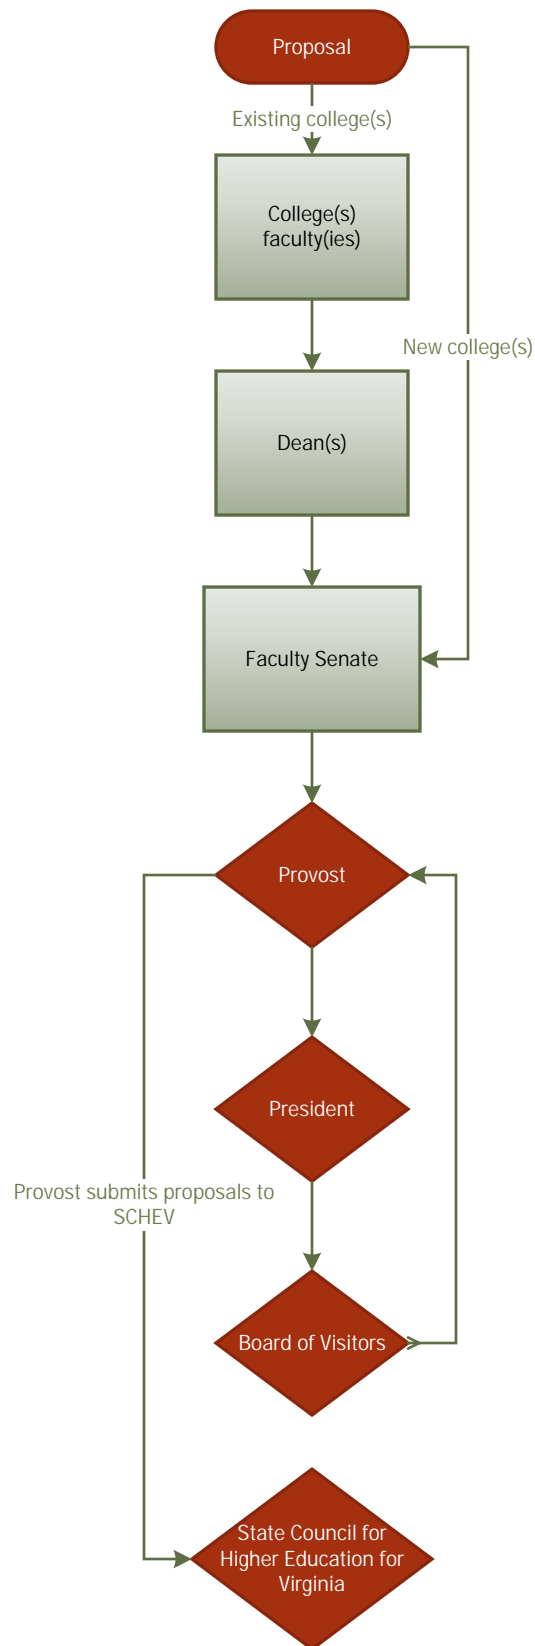 Proposal
Existing college(s)
College(s)
faculty(ies)
New college(s)
Dean(s)
Faculty Senate
Provost
President
Provost submits proposals to
SCHEV
Board of Visitors
State Council for
Higher Education for
Virginia